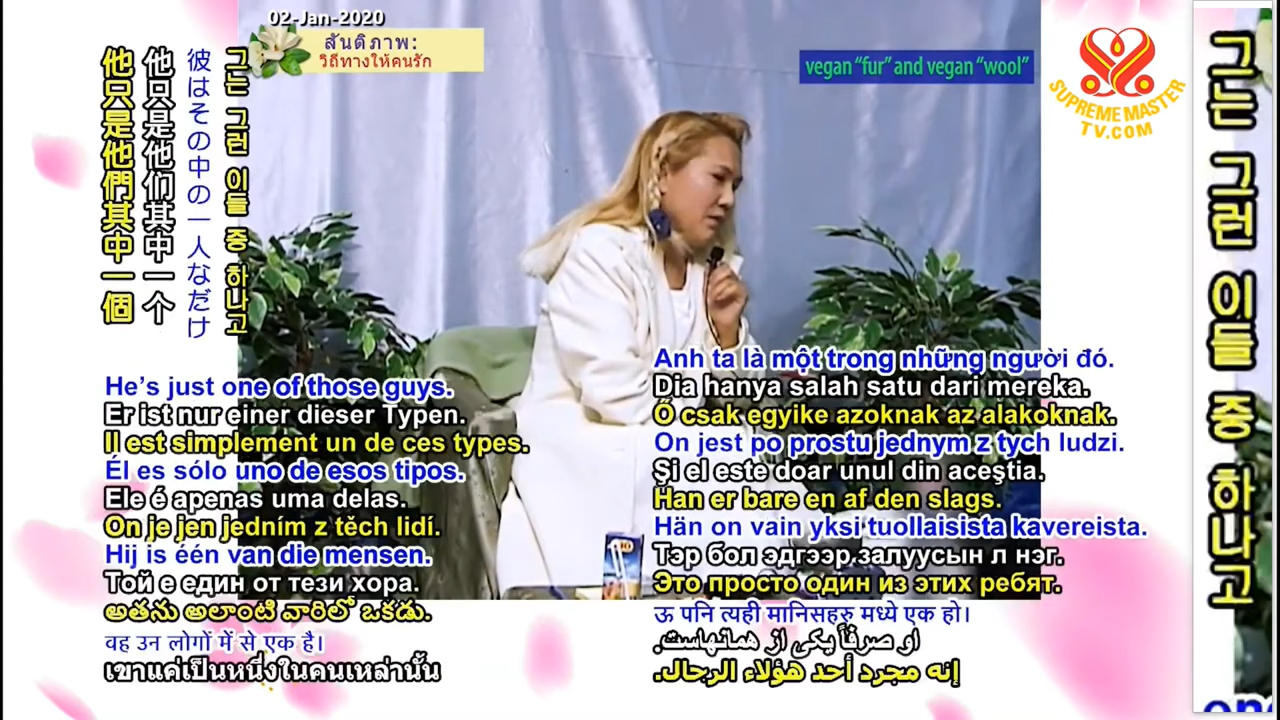 02-Jan-2020
สันติภาพ:
วิถีทางให้คนรัก
vegan “fur” and vegan “wool”
SUPREME MASTER
TV.COM
그는 그런 이들 중 하나고
彼はその中の一人なだけ
他只是他们其中一个
他只是他們其中一個
He’s just one of those guys.
Er ist nur einer dieser Typen.
Il est simplement un de ces types.
Él es sólo uno de esos tipos.
Ele é apenas uma delas.
On je jen jedním z těch lidí.
Hij is één van die mensen.
Той е един от тези хора.
అతను అలాంటి వారిలో ఒకడు.
वह उन लोगों में से एक है।
เขาแค่เป็นหนึ่งในคนเหล่านั้น
Anh ta là một trong những người đó.
Dia hanya salah satu dari mereka.
Ő csak egyike azoknak az alakoknak.
On jest po prostu jednym z tych ludzi.
Şi el este doar unul din aceştia.
Han er bare en af den slags.
Hän on vain yksi tuollaisista kavereista.
Тэр бол эдгээр залуусын л нэг.
Это просто один из этих ребят.
ऊ पनि त्यही मानिसहरु मध्ये एक हो।
او صرفاً یکی از همانهاست.
إنه مجرد أحد هؤلاء الرجال.
그는 그런 이들 중 하나고